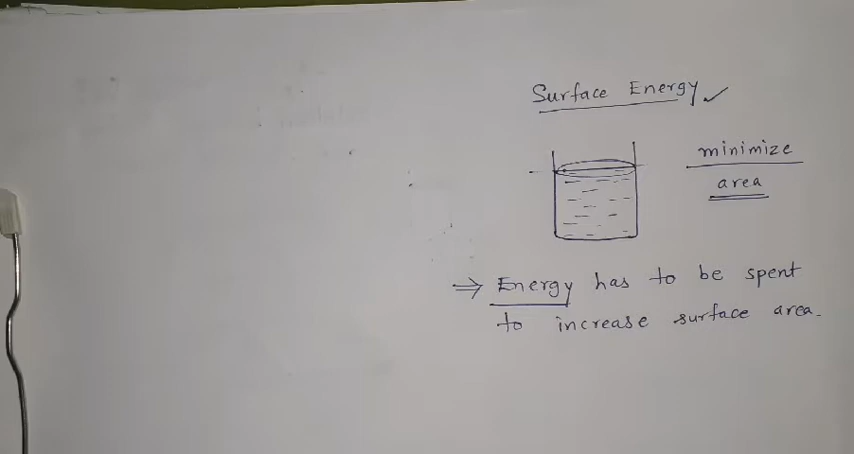 Surface Energy
minimize
area
⇒ Energy has to be spent
to increase surface area.